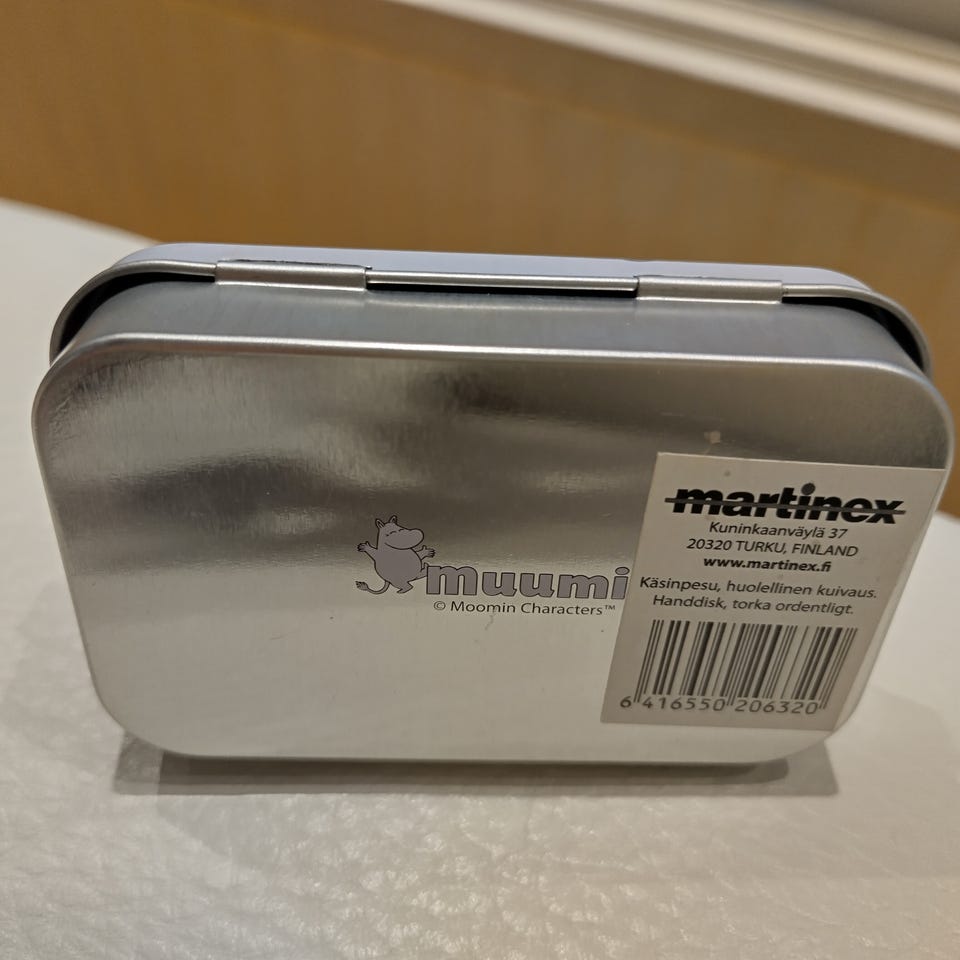 muumi
© Moomin Characters™
martinex
Kuninkaanväylä 37
20320 TURKU, FINLAND
www.martinex.fi
Käsinpesu, huolellinen kuivaus.
Handdisk, torka ordentligt.
6 416550 206320